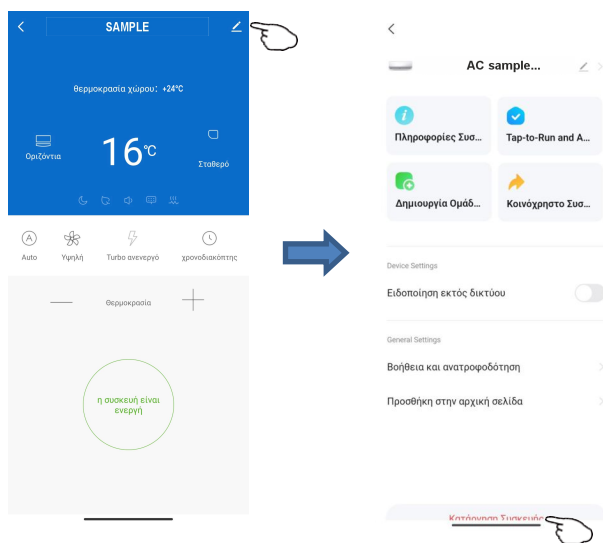 SAMPLE
θερμοκρασία χώρου: +24°C
Οριζόντια
16°C
Σταθερό
A
Auto
Υψηλή
Turbo ανενεργό
χρονοδιακόπτης
Θερμοκρασία
η συσκευή είναι
ενεργή
AC sample...
Πληροφορίες Συσ...
Tap-to-Run and A...
Δημιουργία Ομάδ...
Κοινόχρηστο Συσ...
Device Settings
Ειδοποίηση εκτός δικτύου
General Settings
Βοήθεια και ανατροφοδότηση
Προσθήκη στην αρχική σελίδα
Κατάργηση Συσκευής